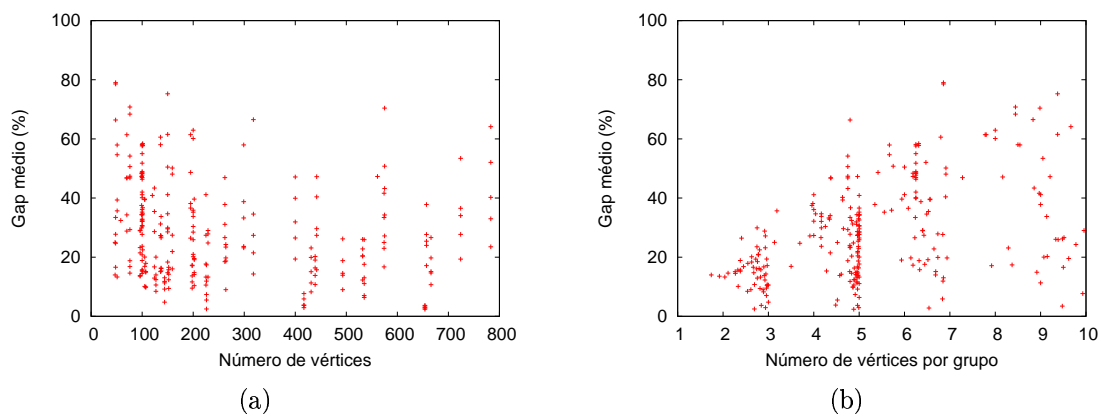 100
80
60
40
20
0
Gap médio (%)
0 100 200 300 400 500 600 700 800
Número de vértices
(a)
100
80
60
40
20
0
Gap médio (%)
1 2 3 4 5 6 7 8 9 10
Número de vértices por grupo
(b)